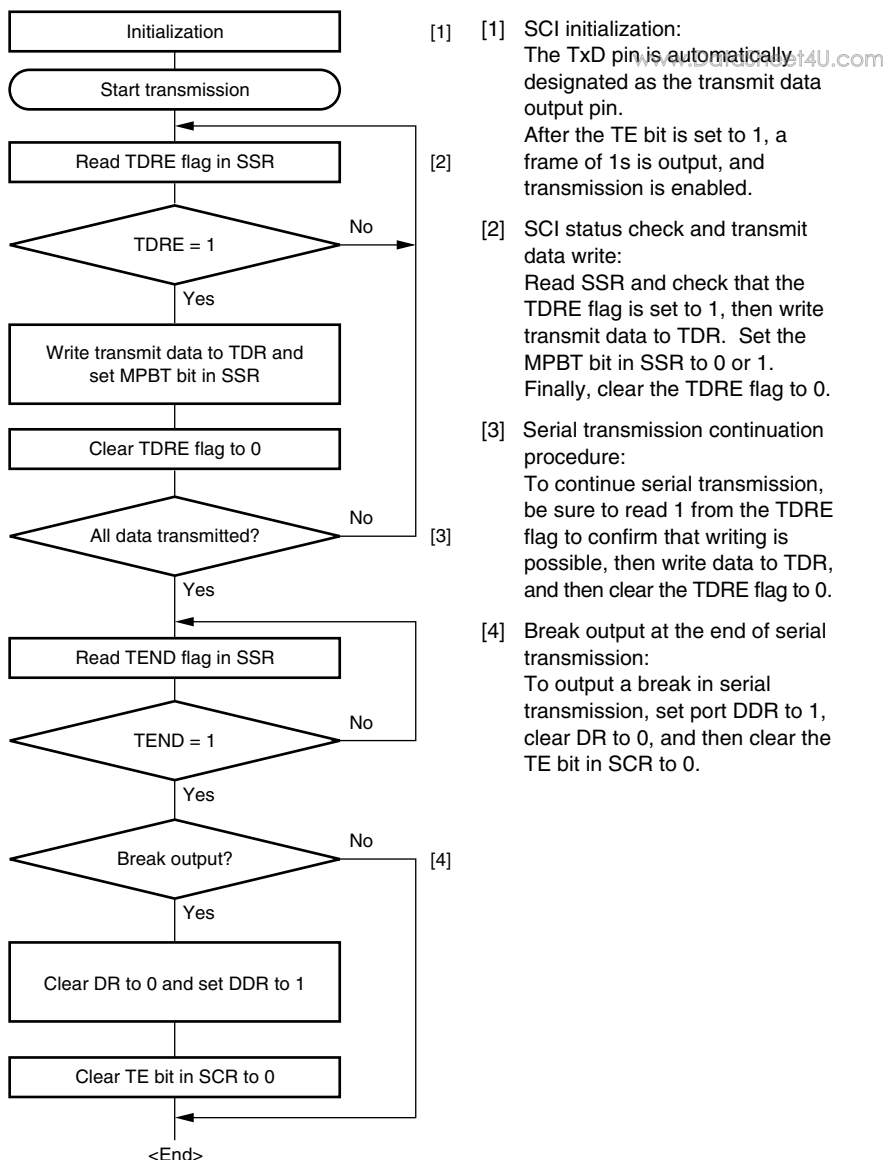 Initialization
[1]
Start transmission
Read TDRE flag in SSR
[2]
TDRE = 1
No
Yes
Write transmit data to TDR and
set MPBT bit in SSR
Clear TDRE flag to 0
All data transmitted?
No
[3]
Yes
Read TEND flag in SSR
TEND = 1
No
Yes
Break output?
No
[4]
Yes
Clear DR to 0 and set DDR to 1
Clear TE bit in SCR to 0
<End>
[1] SCI initialization:
The TxD pin is automatically
www.DataSheet4U.com
designated as the transmit data
output pin.
After the TE bit is set to 1, a
frame of 1s is output, and
transmission is enabled.
[2] SCI status check and transmit
data write:
Read SSR and check that the
TDRE flag is set to 1, then write
transmit data to TDR. Set the
MPBT bit in SSR to 0 or 1.
Finally, clear the TDRE flag to 0.
[3] Serial transmission continuation
procedure:
To continue serial transmission,
be sure to read 1 from the TDRE
flag to confirm that writing is
possible, then write data to TDR,
and then clear the TDRE flag to 0.
[4] Break output at the end of serial
transmission:
To output a break in serial
transmission, set port DDR to 1,
clear DR to 0, and then clear the
TE bit in SCR to 0.